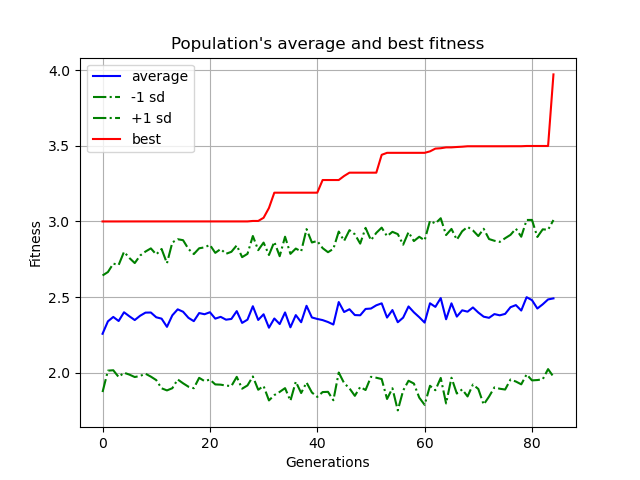 Population's average and best fitness
average
-1 sd
+1 sd
best
4.0
3.5
3.0
2.5
2.0
Fitness
0
20
40
60
80
Generations